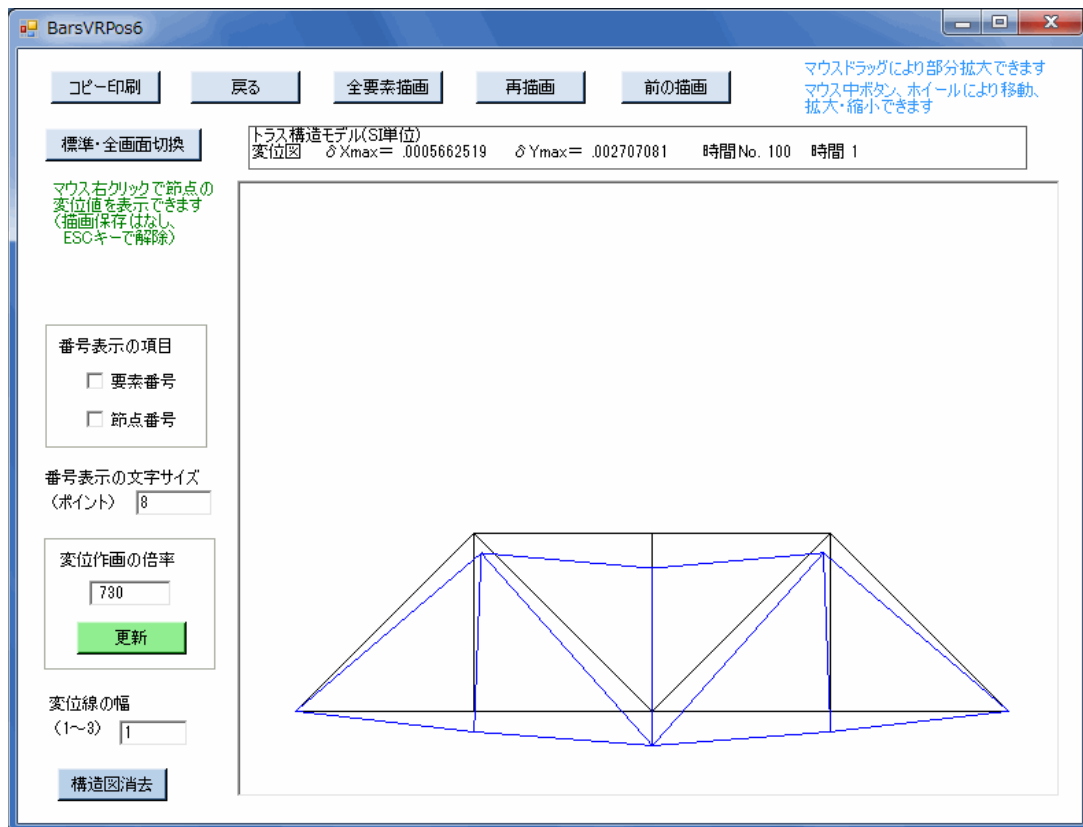 BarsVRPos6
コピー印刷
戻る
全要素描画
再描画
前の描画
マウスドラッグにより部分拡大できます
マウス中ボタン、ホイールにより移動、
拡大・縮小できます
標準・全画面切換
トラス構造モデル(SI単位)
変位図 δXmax= .0005662519 δYmax= .002707081 時間No. 100 時間 1
マウス右クリックで節点の
変位値を表示できます
(描画保存はなし、
ESCキーで解除)
番号表示の項目
要素番号
節点番号
番号表示の文字サイズ
(ポイント) 8
変位作画の倍率
730
更新
変位線の幅
(1~3) 1
構造図消去